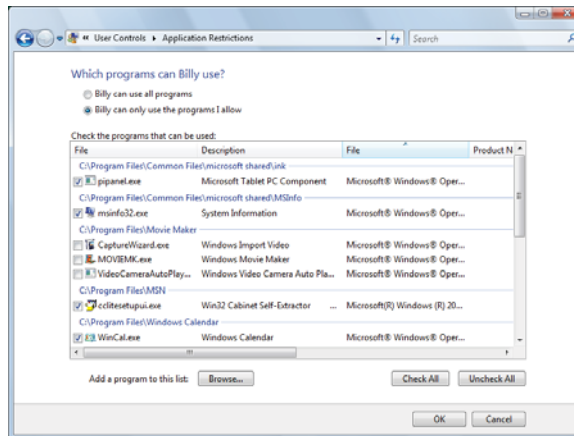 « User Controls ▸ Application Restrictions Search
Which programs can Billy use?
Billy can use all programs
Billy can only use the programs I allow
Check the programs that can be used:
File Description File Product N
C:\Program Files\Common Files\microsoft shared\ink
pipanel.exe Microsoft Tablet PC Component Microsoft® Windows® Oper...
C:\Program Files\Common Files\microsoft shared\MSInfo
msinfo32.exe System Information Microsoft® Windows® Oper...
C:\Program Files\Movie Maker
CaptureWizard.exe Windows Import Video Microsoft® Windows® Oper...
MOVIEMK.exe Windows Movie Maker Microsoft® Windows® Oper...
VideoCameraAutoPlay... Windows Video Camera Auto Pla... Microsoft® Windows® Oper...
C:\Program Files\MSN
cclitesetupui.exe Win32 Cabinet Self-Extractor ... Microsoft(R) Windows (R) 20...
C:\Program Files\Windows Calendar
WinCal.exe Windows Calendar Microsoft® Windows® Oper...
Add a program to this list: Browse... Check All Uncheck All
OK Cancel